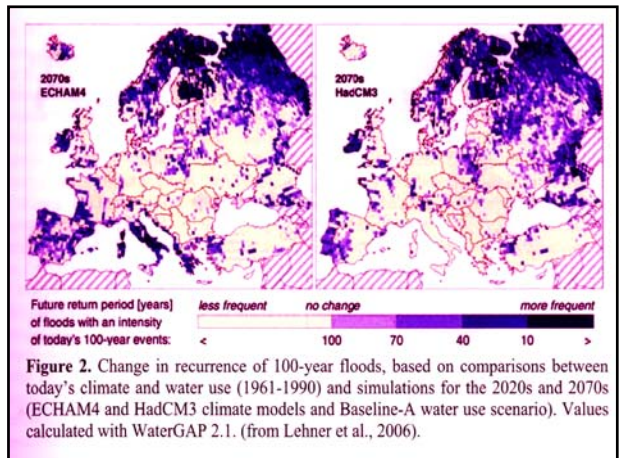 2070s
ECHAM4
2070s
HadCM3
Future return period [years]
of floods with an intensity
of today's 100-year events:
less frequent no change more frequent
< 100 70 40 10 >
Figure 2. Change in recurrence of 100-year floods, based on comparisons between
today's climate and water use (1961-1990) and simulations for the 2020s and 2070s
(ECHAM4 and HadCM3 climate models and Baseline-A water use scenario). Values
calculated with WaterGAP 2.1. (from Lehner et al., 2006).